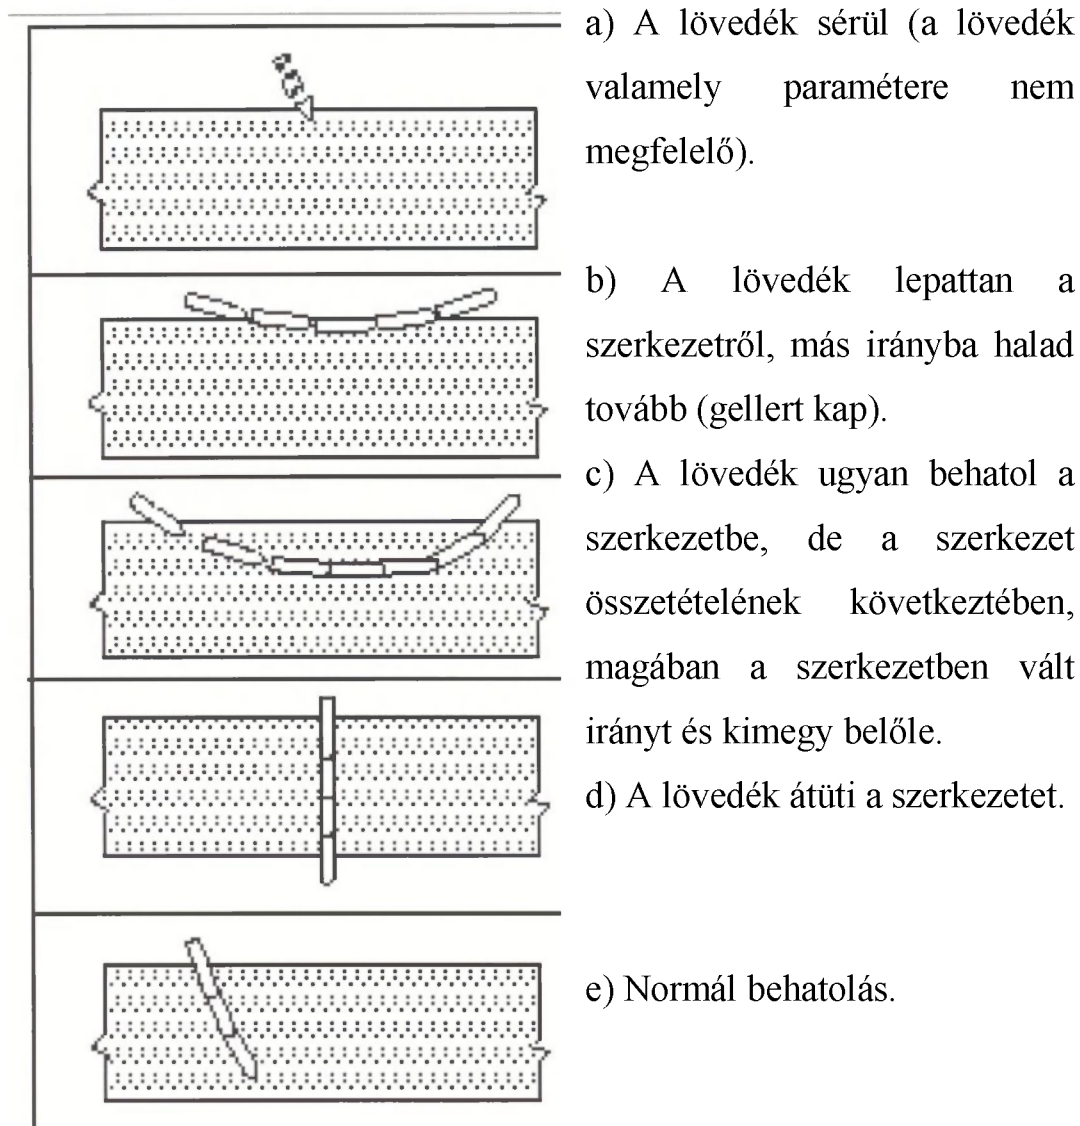 a) A lövedék sérül (a lövedék
valamely paramétere nem
megfelelő).
b) A lövedék lepattan a
szerkezetről, más irányba halad
tovább (gellert kap).
c) A lövedék ugyan behatol a
szerkezetbe, de a szerkezet
összetételének következtében,
magában a szerkezetben vált
irányt és kimegy belőle.
d) A lövedék átüti a szerkezetet.
e) Normál behatolás.